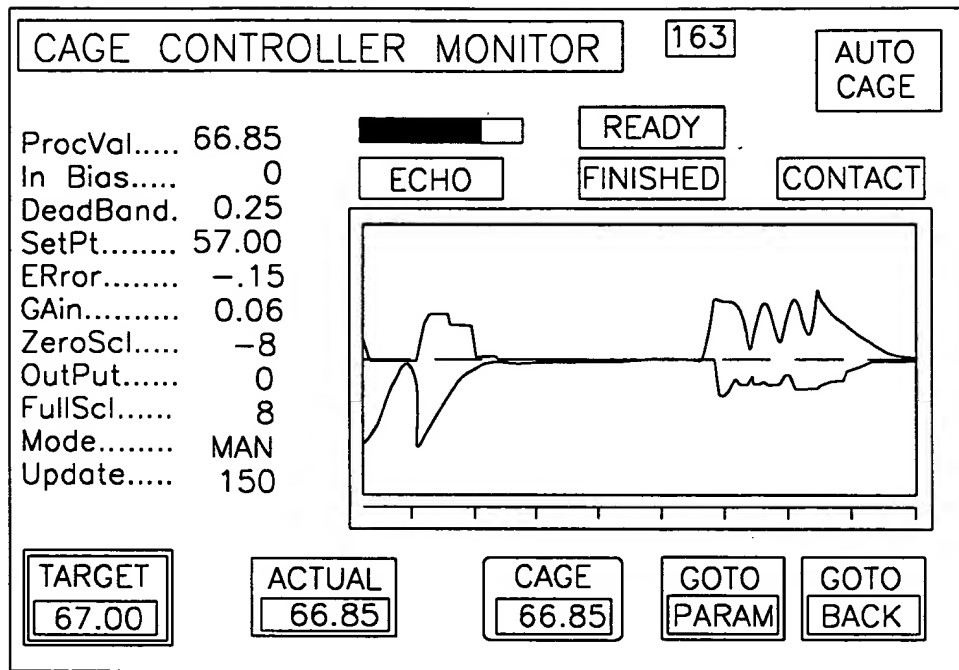 CAGE CONTROLLER MONITOR
163
AUTO
CAGE
ProcVal..... 66.85
In Bias..... 0
DeadBand. 0.25
SetPt........ 57.00
ERror........ -.15
GAin.......... 0.06
ZeroScl..... -8
OutPut...... 0
FullScl...... 8
Mode........ MAN
Update..... 150
READY
ECHO
FINISHED
CONTACT
TARGET
67.00
ACTUAL
66.85
CAGE
66.85
GOTO
PARAM
GOTO
BACK